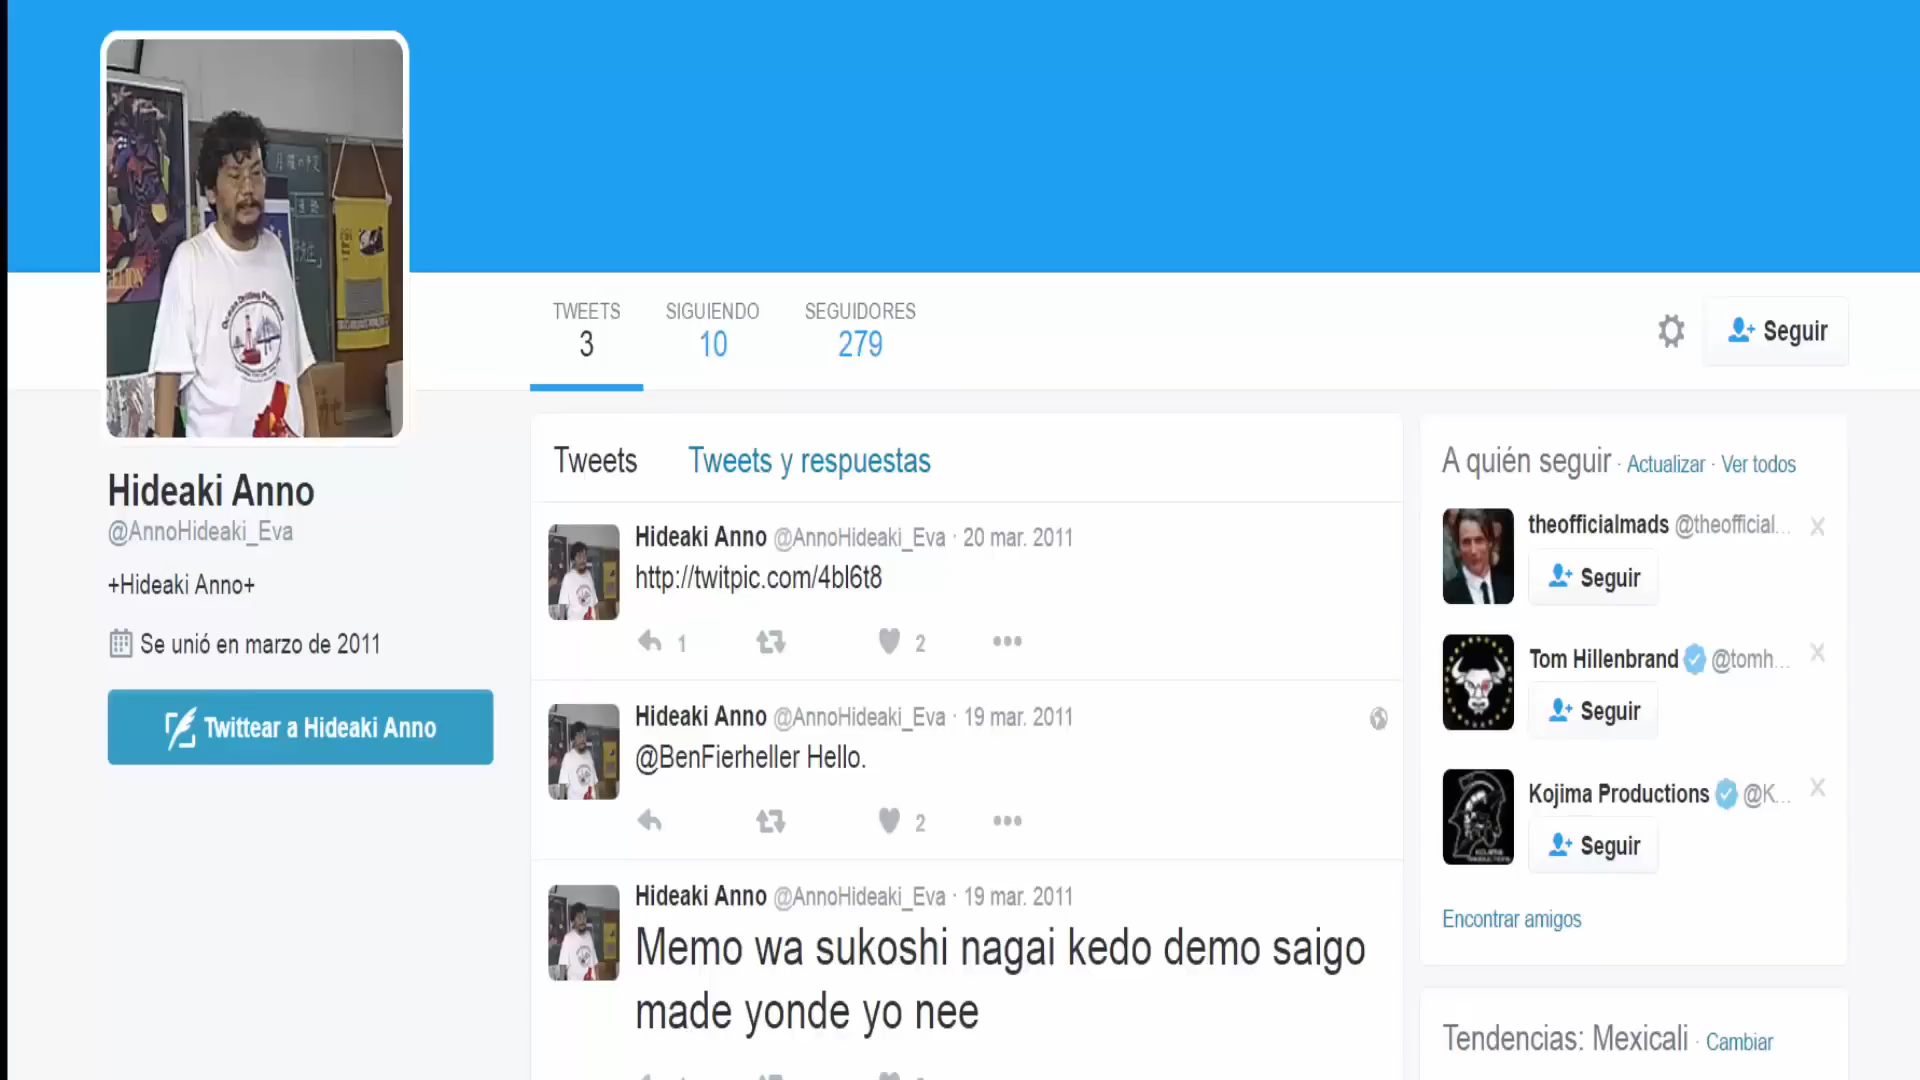 TWEETS
3
SIGUIENDO
10
SEGUIDORES
279
Seguir
Hideaki Anno
@AnnoHideaki_Eva
+Hideaki Anno+
Se unió en marzo de 2011
Twittear a Hideaki Anno
Tweets Tweets y respuestas
Hideaki Anno @AnnoHideaki_Eva · 20 mar. 2011
http://twitpic.com/4bl6t8
1 2
Hideaki Anno @AnnoHideaki_Eva · 19 mar. 2011
@BenFierheller Hello.
2
Hideaki Anno @AnnoHideaki_Eva · 19 mar. 2011
Memo wa sukoshi nagai kedo demo saigo
made yonde yo nee
A quién seguir · Actualizar · Ver todos
theofficialmads @theofficial...
Seguir
Tom Hillenbrand @tomh...
Seguir
Kojima Productions @K...
Seguir
Encontrar amigos
Tendencias: Mexicali · Cambiar